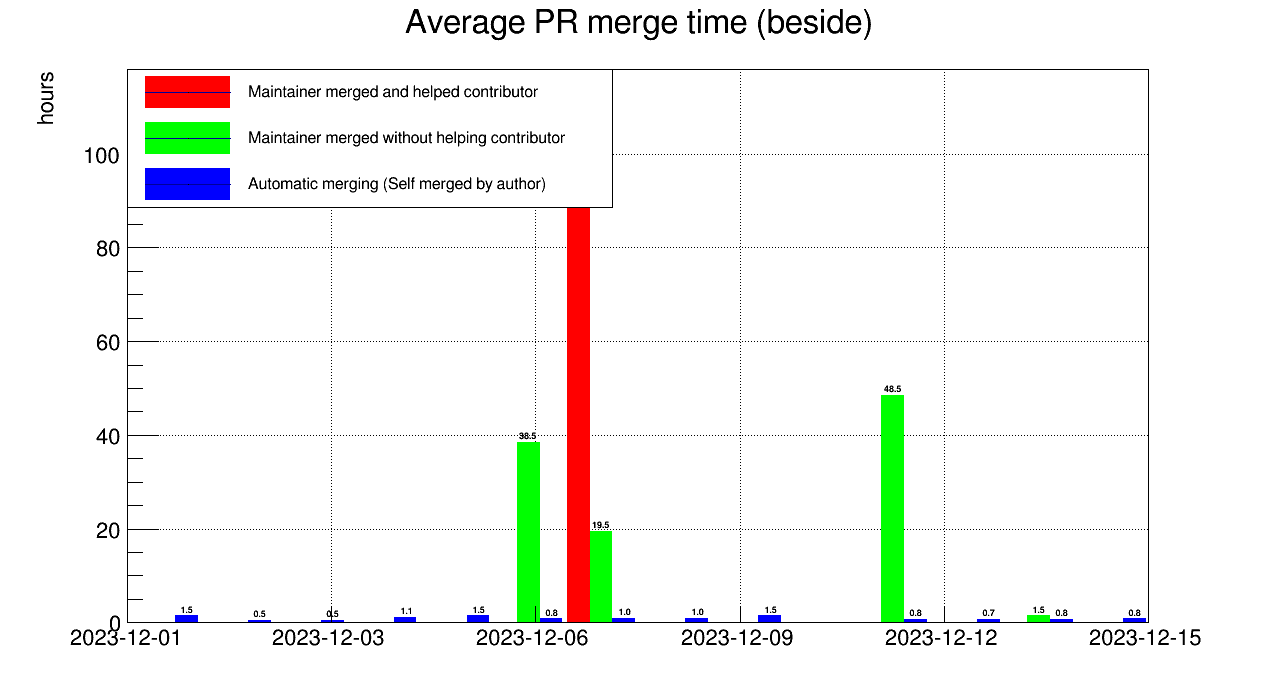 Average PR merge time (beside)
hours
Maintainer merged and helped contributor
Maintainer merged without helping contributor
Automatic merging (Self merged by author)
100
80
60
40
20
0
48.5
38.5
19.5
1.5 0.5 0.5 1.1 1.5 0.8 1.0 1.0 1.5 0.8 0.7 1.5 0.8 0.8
2023-12-01 2023-12-03 2023-12-06 2023-12-09 2023-12-12 2023-12-15